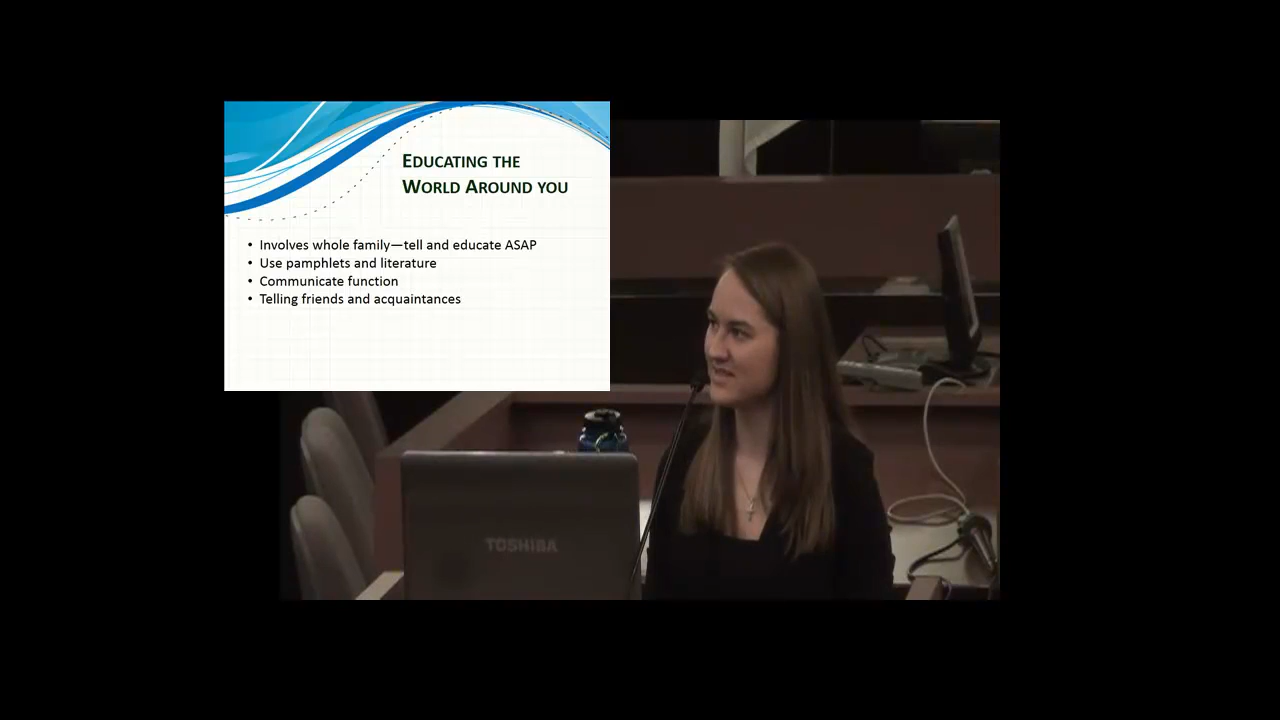 EDUCATING THE
WORLD AROUND YOU
• Involves whole family—tell and educate ASAP
• Use pamphlets and literature
• Communicate function
• Telling friends and acquaintances
TOSHIBA